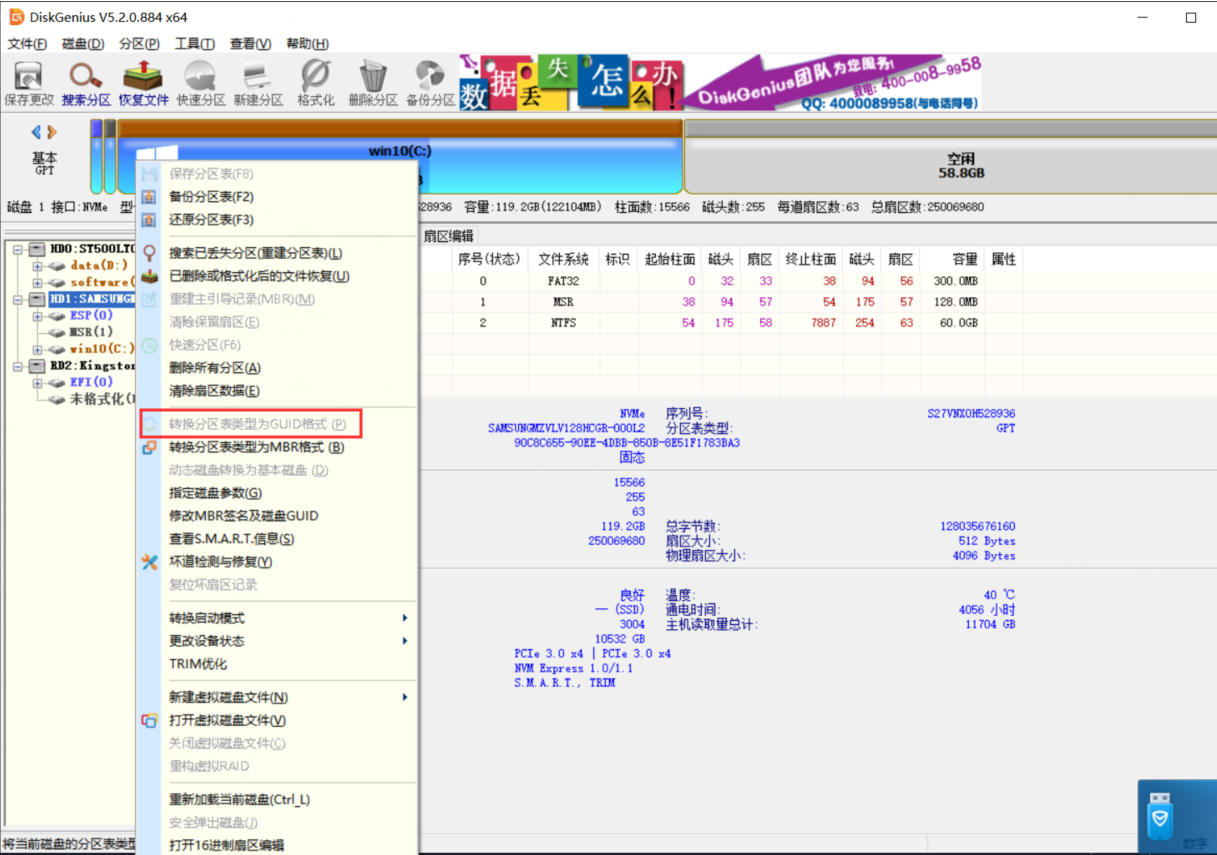 DiskGenius V5.2.0.884 x64
文件(F) 磁盘(D) 分区(P) 工具(T) 查看(V) 帮助(H)
保存更改 搜索分区 恢复文件 快速分区 新建分区 格式化 删除分区 备份分区
数据丢失怎么办!
DiskGenius团队为您服务!
致电: 400-008-9958
QQ: 4000089958(与电话同号)
基本
GPT
win10(C:)
空闲
58.8GB
磁盘 1 接口:NVMe 528936 容量:119.2GB(122104MB) 柱面数:15566 磁头数:255 每道扇区数:63 总扇区数:250069680
HD0:ST500LT
data(D:)
software(
HD1:SAMSUNG
ESP(0)
MSR(1)
win10(C:)
RD2:Kingston
EFI(0)
未格式化(
保存分区表(F8)
备份分区表(F2)
还原分区表(F3)
搜索已丢失分区(重建分区表)(L)
已删除或格式化后的文件恢复(U)
重建主引导记录(MBR)(M)
清除保留扇区(E)
快速分区(F6)
删除所有分区(A)
清除扇区数据(E)
转换分区表类型为GUID格式 (P)
转换分区表类型为MBR格式 (B)
动态磁盘转换为基本磁盘 (D)
指定磁盘参数(G)
修改MBR签名及磁盘GUID
查看S.M.A.R.T.信息(S)
坏道检测与修复(Y)
复位坏扇区记录
转换启动模式
更改设备状态
TRIM优化
新建虚拟磁盘文件(N)
打开虚拟磁盘文件(V)
关闭虚拟磁盘文件(C)
重构虚拟RAID
重新加载当前磁盘(Ctrl_L)
安全弹出磁盘(J)
打开16进制扇区编辑
扇区编辑
序号(状态) 文件系统 标识 起始柱面 磁头 扇区 终止柱面 磁头 扇区 容量 属性
0 FAT32 0 32 33 38 94 56 300.0MB
1 MSR 38 94 57 54 175 57 128.0MB
2 NTFS 54 175 58 7887 254 63 60.0GB
NVMe 序列号: S27VNX0H528936
SAMSUNGMZVLV128HCGR-000L2 分区表类型: GPT
90C8C655-90EE-4DBB-850B-8E51F1783BA3
固态
15566
255
63
119.2GB 总字节数: 128035676160
250069680 扇区大小: 512 Bytes
物理扇区大小: 4096 Bytes
良好 温度: 40 ℃
— (SSD) 通电时间: 4056 小时
3004 主机读取量总计: 11704 GB
10532 GB
PCIe 3.0 x4 | PCIe 3.0 x4
NVM Express 1.0/1.1
S.M.A.R.T., TRIM
将当前磁盘的分区表类型
数字